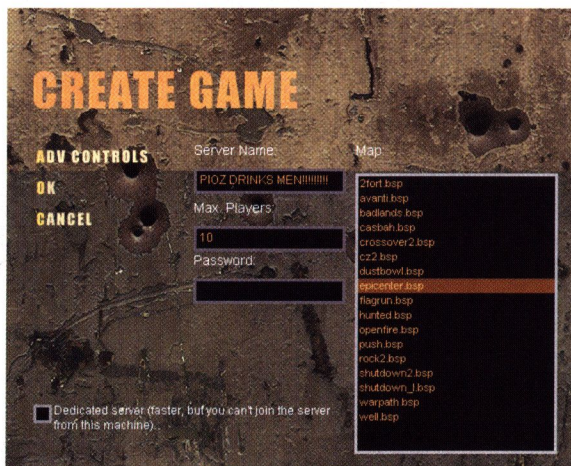 CREATE GAME
ADV CONTROLS
OK
CANCEL
Server Name:
PIOZ DRINKS MEN!!!!!!!!!
Max. Players:
10
Password:
Map:
2fort.bsp
avanti.bsp
badlands.bsp
casbah.bsp
crossover2.bsp
cz2.bsp
dustbowl.bsp
epicenter.bsp
flagrun.bsp
hunted.bsp
openfire.bsp
push.bsp
rock2.bsp
shutdown2.bsp
shutdown_l.bsp
warpath.bsp
well.bsp
Dedicated server (faster, but you can't join the server
from this machine).